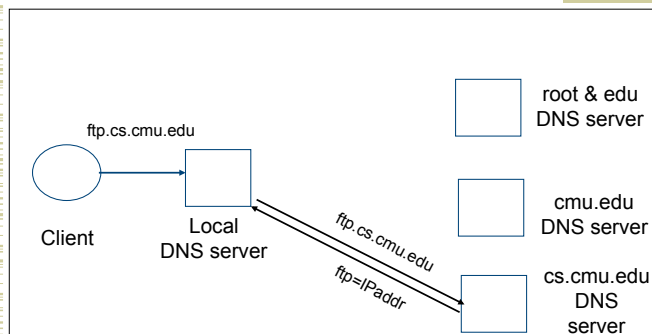 ftp.cs.cmu.edu
Client
Local
DNS server
ftp.cs.cmu.edu
ftp=IPaddr
root & edu
DNS server
cmu.edu
DNS server
cs.cmu.edu
DNS
server